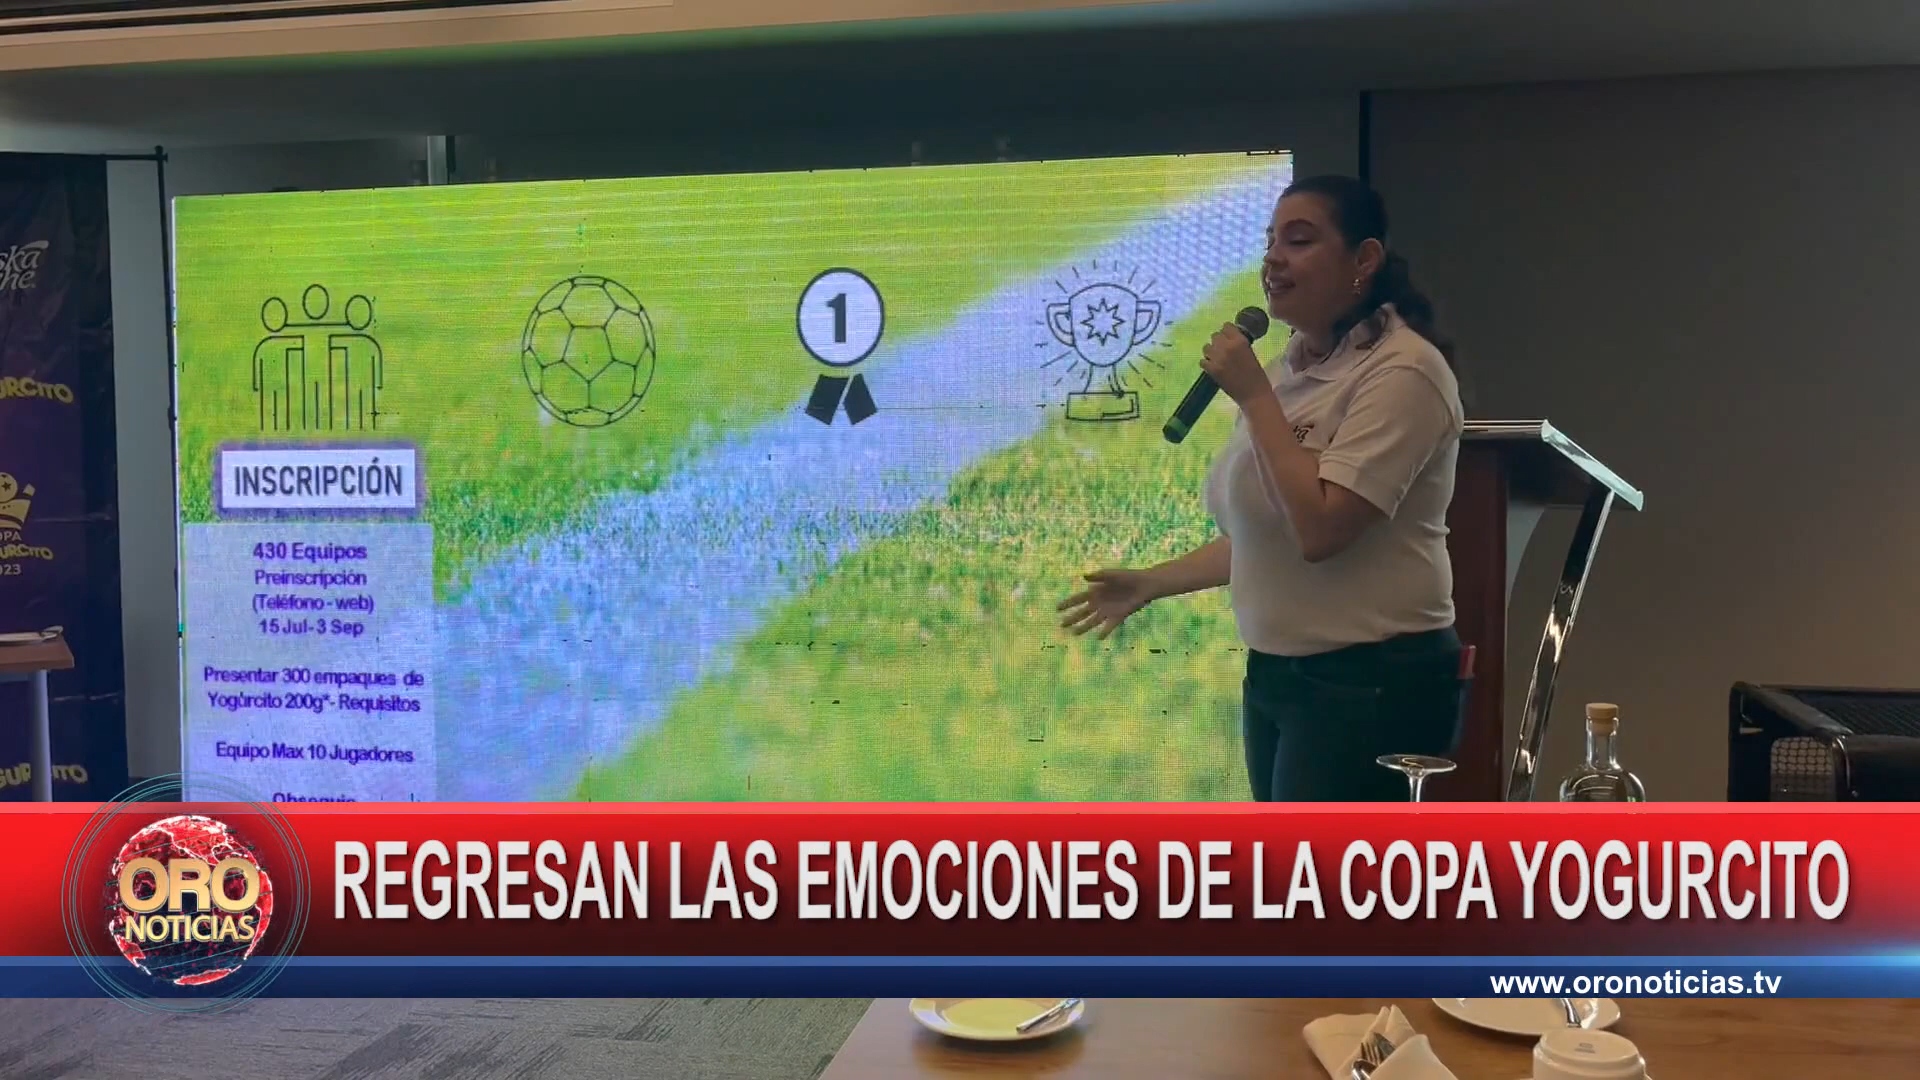 1
INSCRIPCIÓN
430 Equipos
Preinscripción
(Teléfono - web)
15 Jul- 3 Sep
Presentar 300 empaques de
Yogurcito 200g*- Requisitos
Equipo Max 10 Jugadores
ORO
NOTICIAS
REGRESAN LAS EMOCIONES DE LA COPA YOGURCITO
www.oronoticias.tv